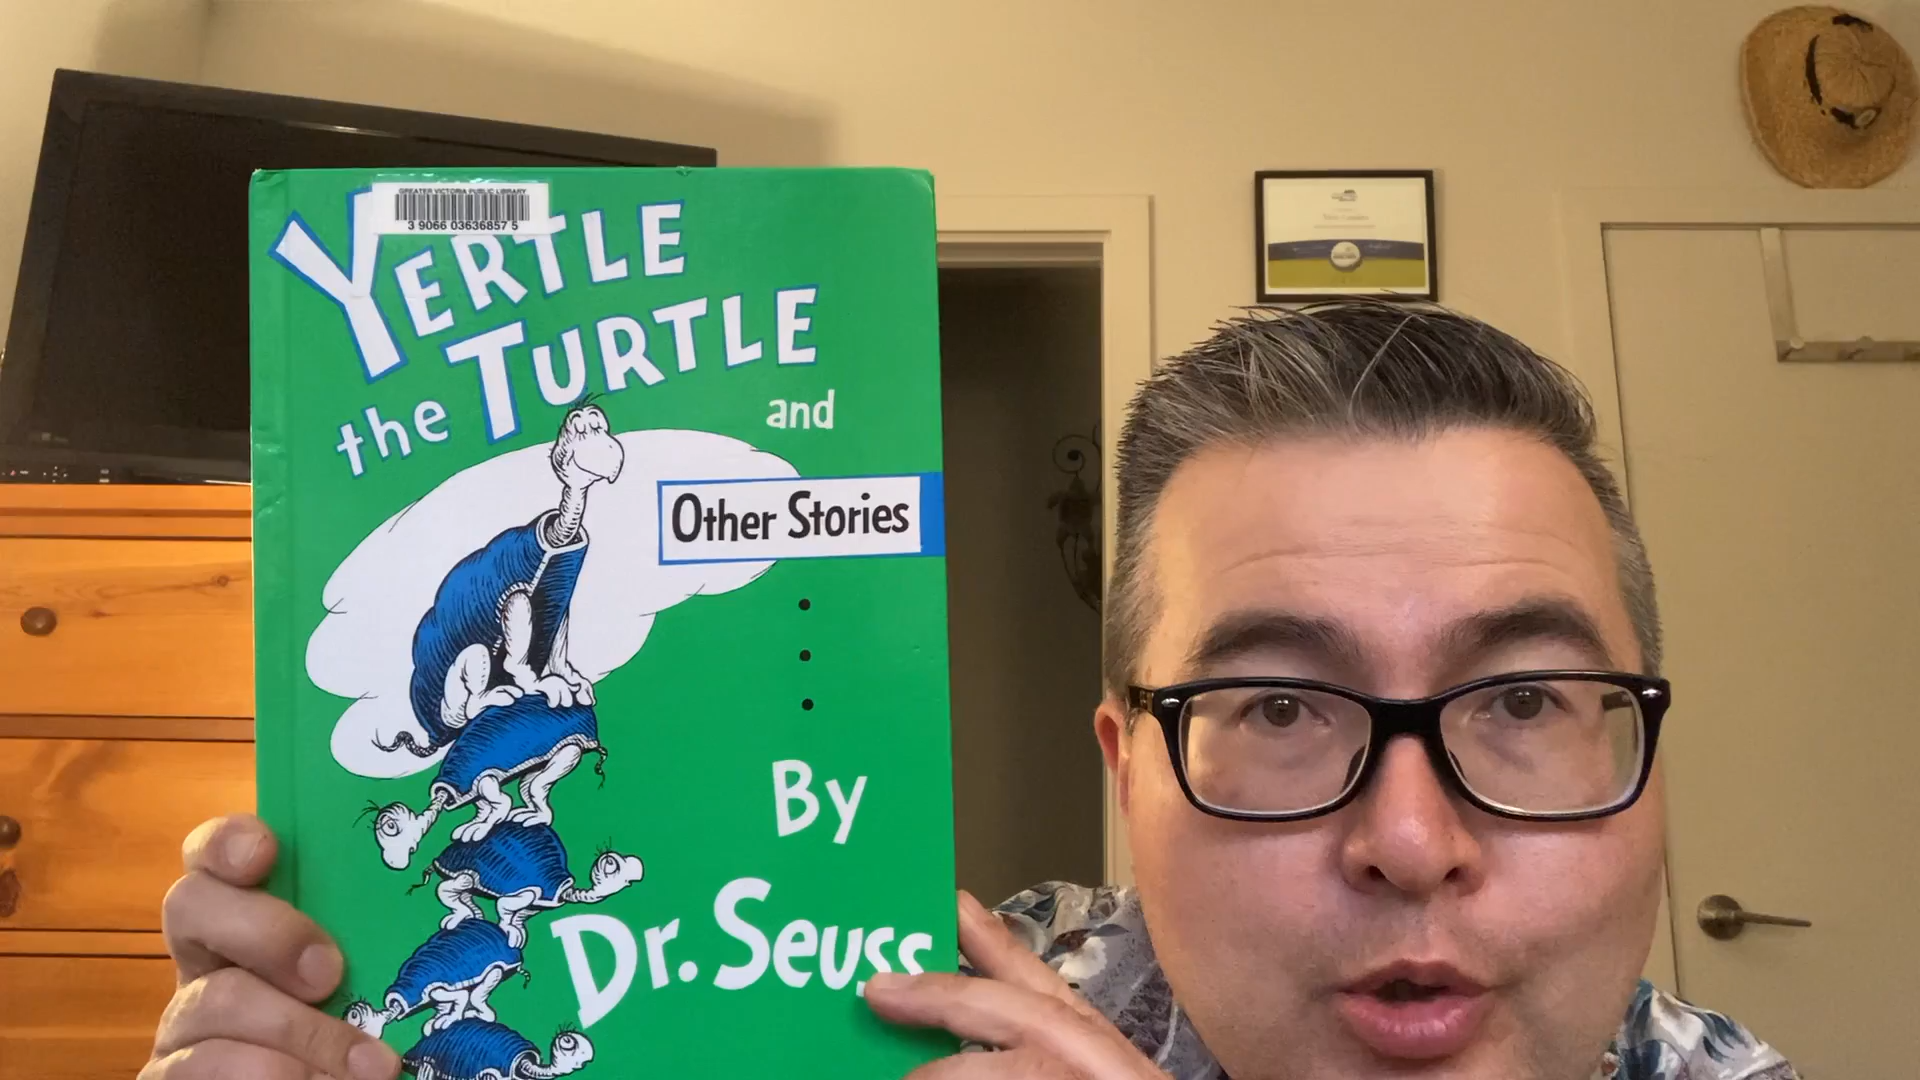 GREATER VICTORIA PUBLIC LIBRARY
3 9066 03636857 5
YERTLE
the TURTLE
and
Other Stories
By
Dr. Seuss